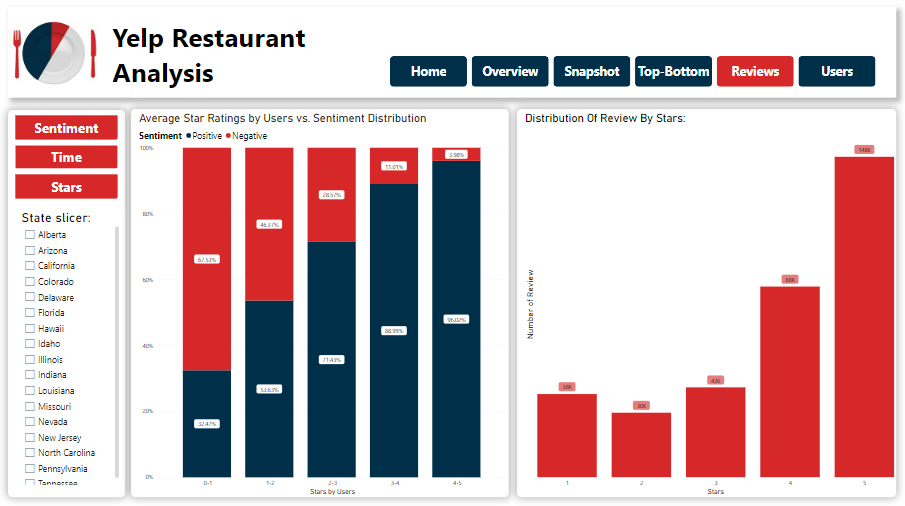 Yelp Restaurant
Analysis
Home
Overview
Snapshot
Top-Bottom
Reviews
Users
Sentiment
Time
Stars
State slicer:
Alberta
Arizona
California
Colorado
Delaware
Florida
Hawaii
Idaho
Illinois
Indiana
Louisiana
Missouri
Nevada
New Jersey
North Carolina
Pennsylvania
Tennessee
Average Star Ratings by Users vs. Sentiment Distribution
Sentiment Positive Negative
100%
80%
60%
40%
20%
0%
67.53%
32.47%
46.37%
53.63%
28.57%
71.43%
11.01%
88.99%
3.98%
96.02%
0-1
1-2
2-3
3-4
4-5
Stars by Users
Distribution Of Review By Stars:
Number of Review
38K
30K
42K
88K
148K
1
2
3
4
5
Stars